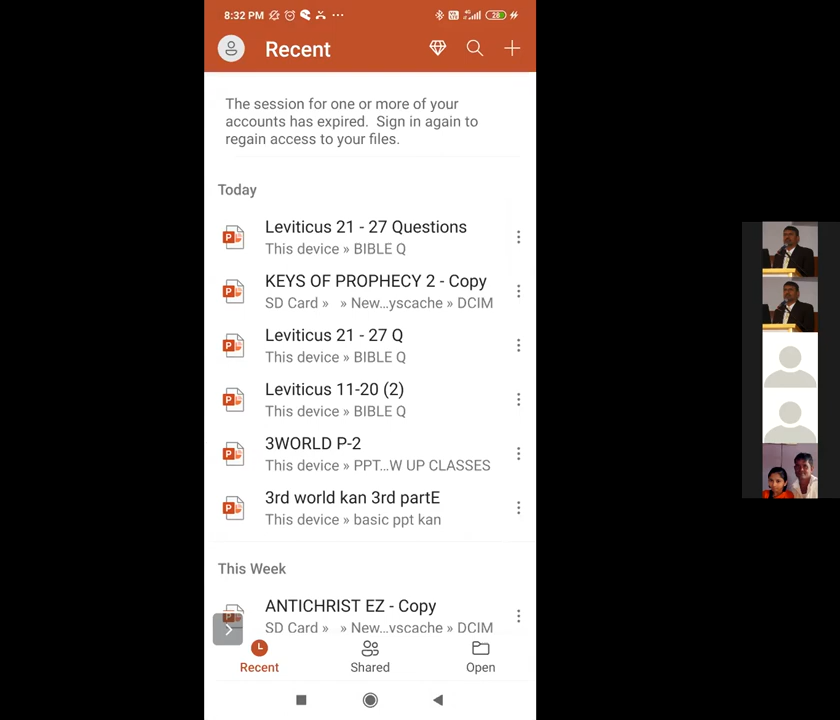 8:32 PM
28
Recent
The session for one or more of your
accounts has expired.  Sign in again to
regain access to your files.
Today
Leviticus 21 - 27 Questions
This device » BIBLE Q
KEYS OF PROPHECY 2 - Copy
SD Card »   » New...yscache » DCIM
Leviticus 21 - 27 Q
This device » BIBLE Q
Leviticus 11-20 (2)
This device » BIBLE Q
3WORLD P-2
This device » PPT...W UP CLASSES
3rd world kan 3rd partE
This device » basic ppt kan
This Week
ANTICHRIST EZ - Copy
SD Card »   » New...yscache » DCIM
Recent
Shared
Open